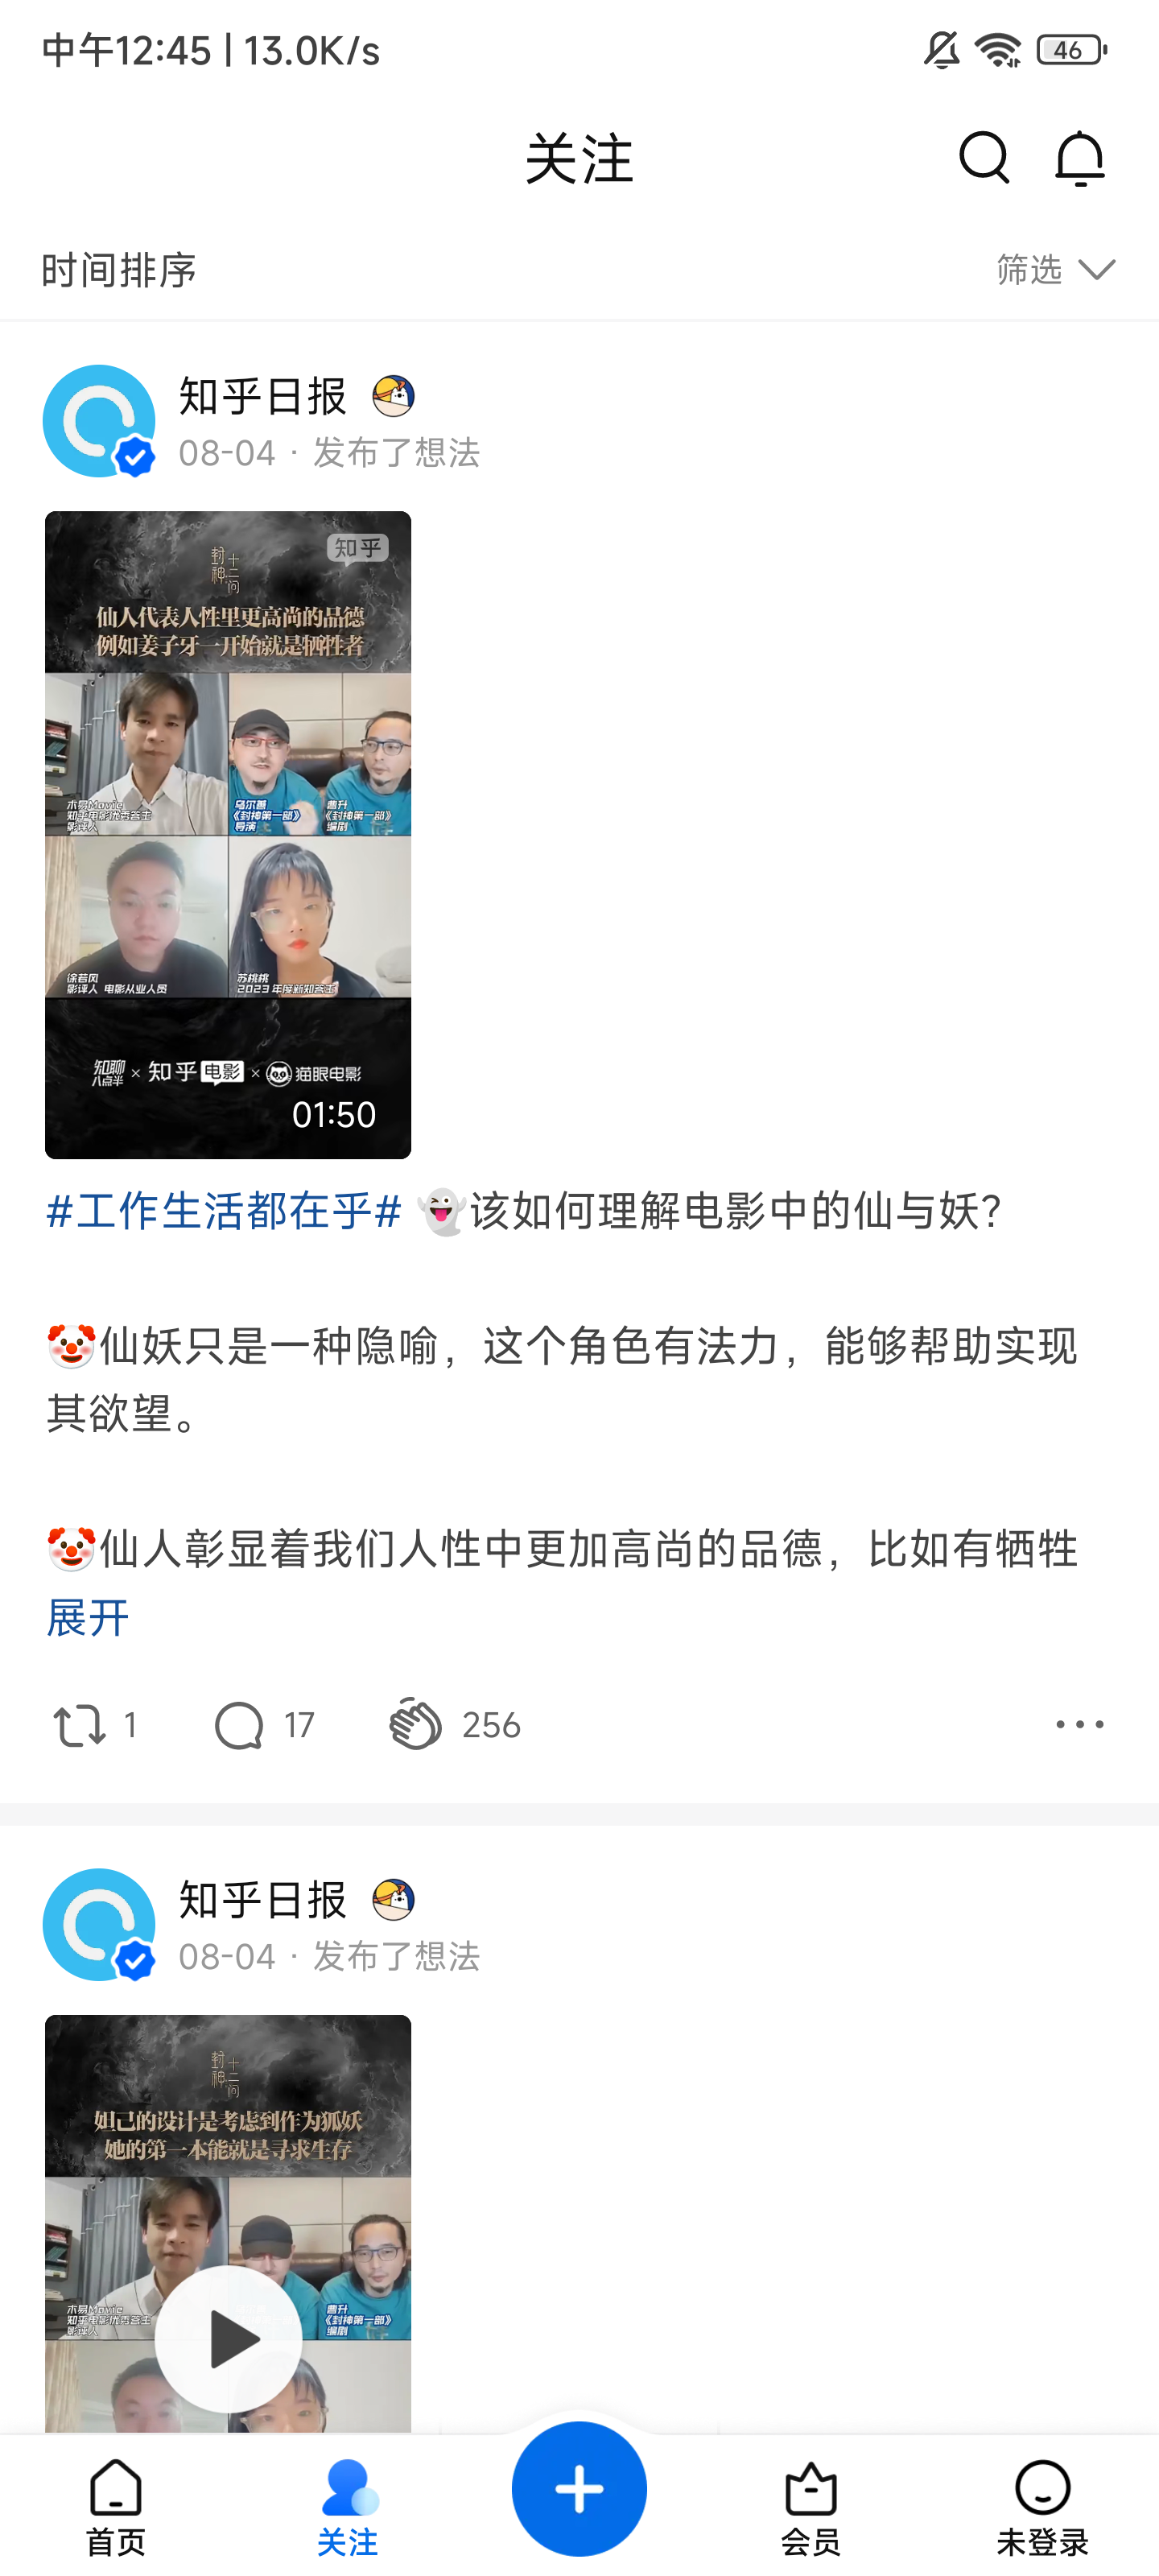 中午12:45 | 13.0K/s
46
关注
时间排序
筛选
知乎日报
08-04 · 发布了想法
知乎
封神
十二问
仙人代表人性里更高尚的品德
例如姜子牙一开始就是牺牲者
木易Movie
知乎电影优秀答主
影评人
乌尔善
《封神第一部》
导演
曹升
《封神第一部》
编剧
徐若风
影评人 电影从业人员
苏桃桃
2023 年度新知答主
知聊
八点半
× 知乎 电影 × 猫眼电影
01:50
#工作生活都在乎# 👻该如何理解电影中的仙与妖?
🤡仙妖只是一种隐喻，这个角色有法力，能够帮助实现
其欲望。
🤡仙人彰显着我们人性中更加高尚的品德，比如有牺牲
展开
1
17
256
知乎日报
08-04 · 发布了想法
封神
十二问
妲己的设计是考虑到作为狐妖
她的第一本能就是寻求生存
木易Movie
知乎电影优秀答主
影评人
曹升
《封神第一部》
编剧
首页
关注
会员
未登录